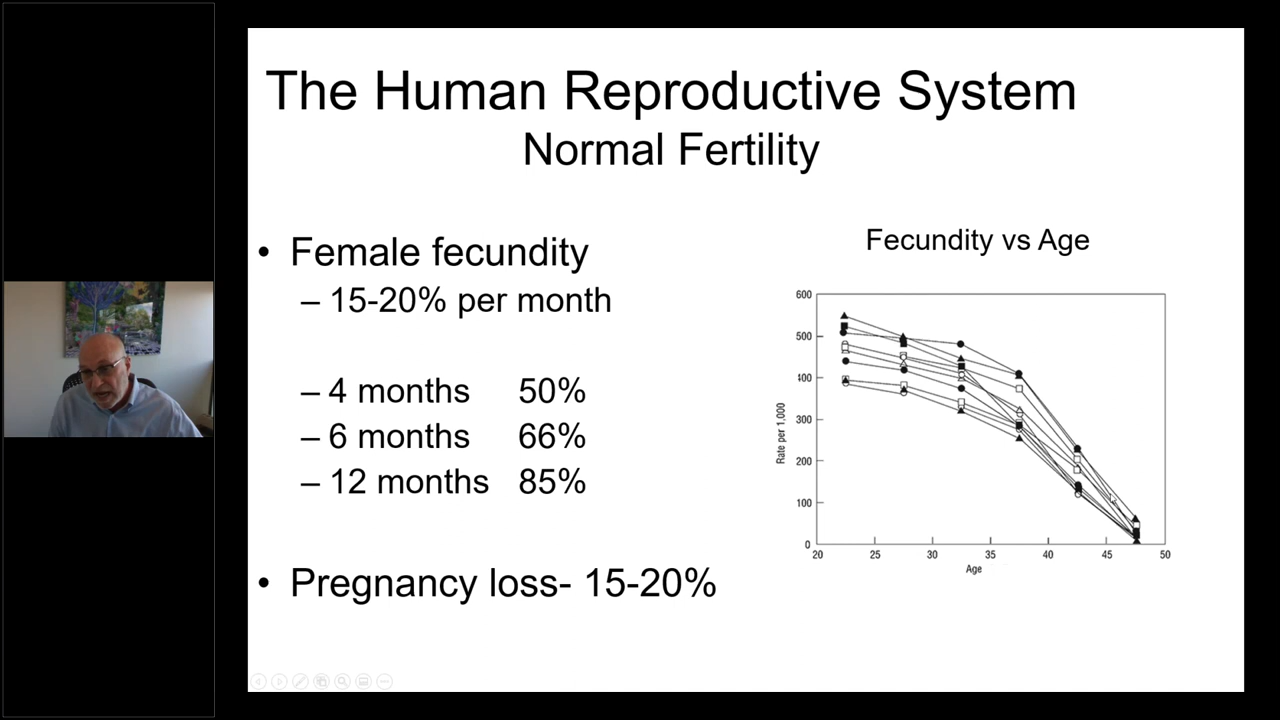 The Human Reproductive System
Normal Fertility
• Female fecundity
– 15-20% per month
– 4 months 50%
– 6 months 66%
– 12 months 85%
• Pregnancy loss- 15-20%
Fecundity vs Age
600
500
400
300
200
100
0
Rate per 1,000
20 25 30 35 40 45 50
Age